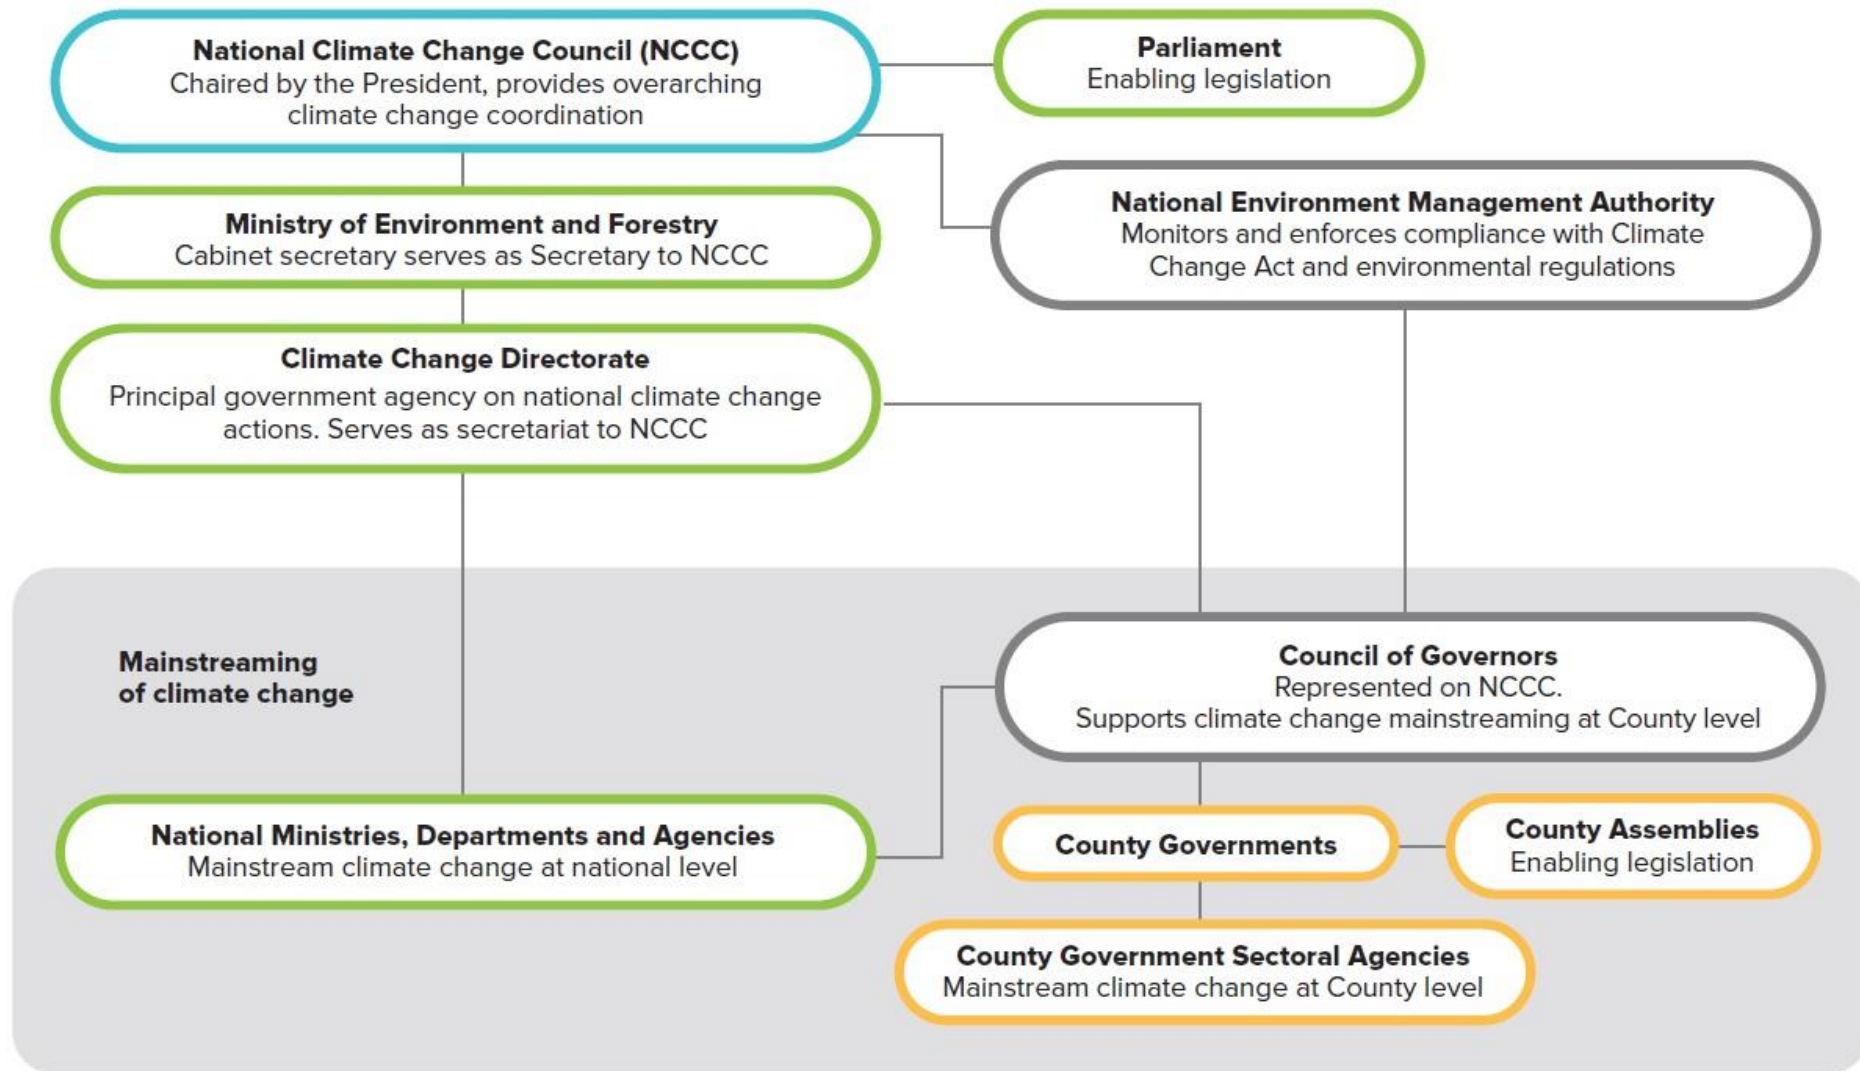 National Climate Change Council (NCCC)
Chaired by the President, provides overarching
climate change coordination
Parliament
Enabling legislation
National Environment Management Authority
Monitors and enforces compliance with Climate
Change Act and environmental regulations
Ministry of Environment and Forestry
Cabinet secretary serves as Secretary to NCCC
Climate Change Directorate
Principal government agency on national climate change
actions. Serves as secretariat to NCCC
Mainstreaming
of climate change
Council of Governors
Represented on NCCC.
Supports climate change mainstreaming at County level
National Ministries, Departments and Agencies
Mainstream climate change at national level
County Governments
County Assemblies
Enabling legislation
County Government Sectoral Agencies
Mainstream climate change at County level